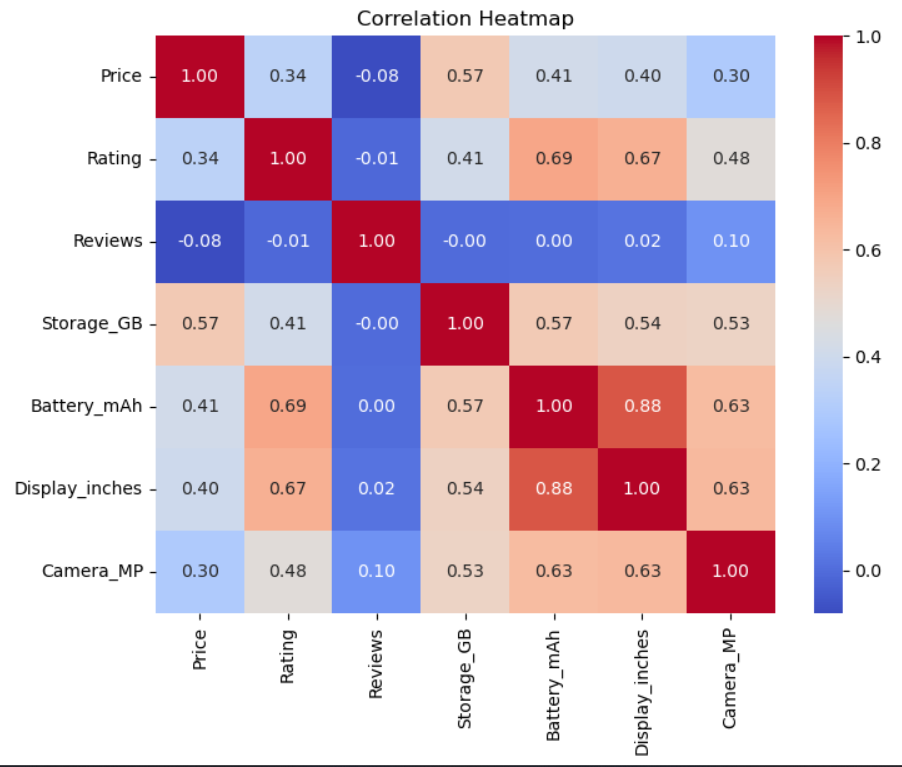 Correlation Heatmap
Price 1.00 0.34 -0.08 0.57 0.41 0.40 0.30
Rating 0.34 1.00 -0.01 0.41 0.69 0.67 0.48
Reviews -0.08 -0.01 1.00 -0.00 0.00 0.02 0.10
Storage_GB 0.57 0.41 -0.00 1.00 0.57 0.54 0.53
Battery_mAh 0.41 0.69 0.00 0.57 1.00 0.88 0.63
Display_inches 0.40 0.67 0.02 0.54 0.88 1.00 0.63
Camera_MP 0.30 0.48 0.10 0.53 0.63 0.63 1.00
Price
Rating
Reviews
Storage_GB
Battery_mAh
Display_inches
Camera_MP
1.0
0.8
0.6
0.4
0.2
0.0